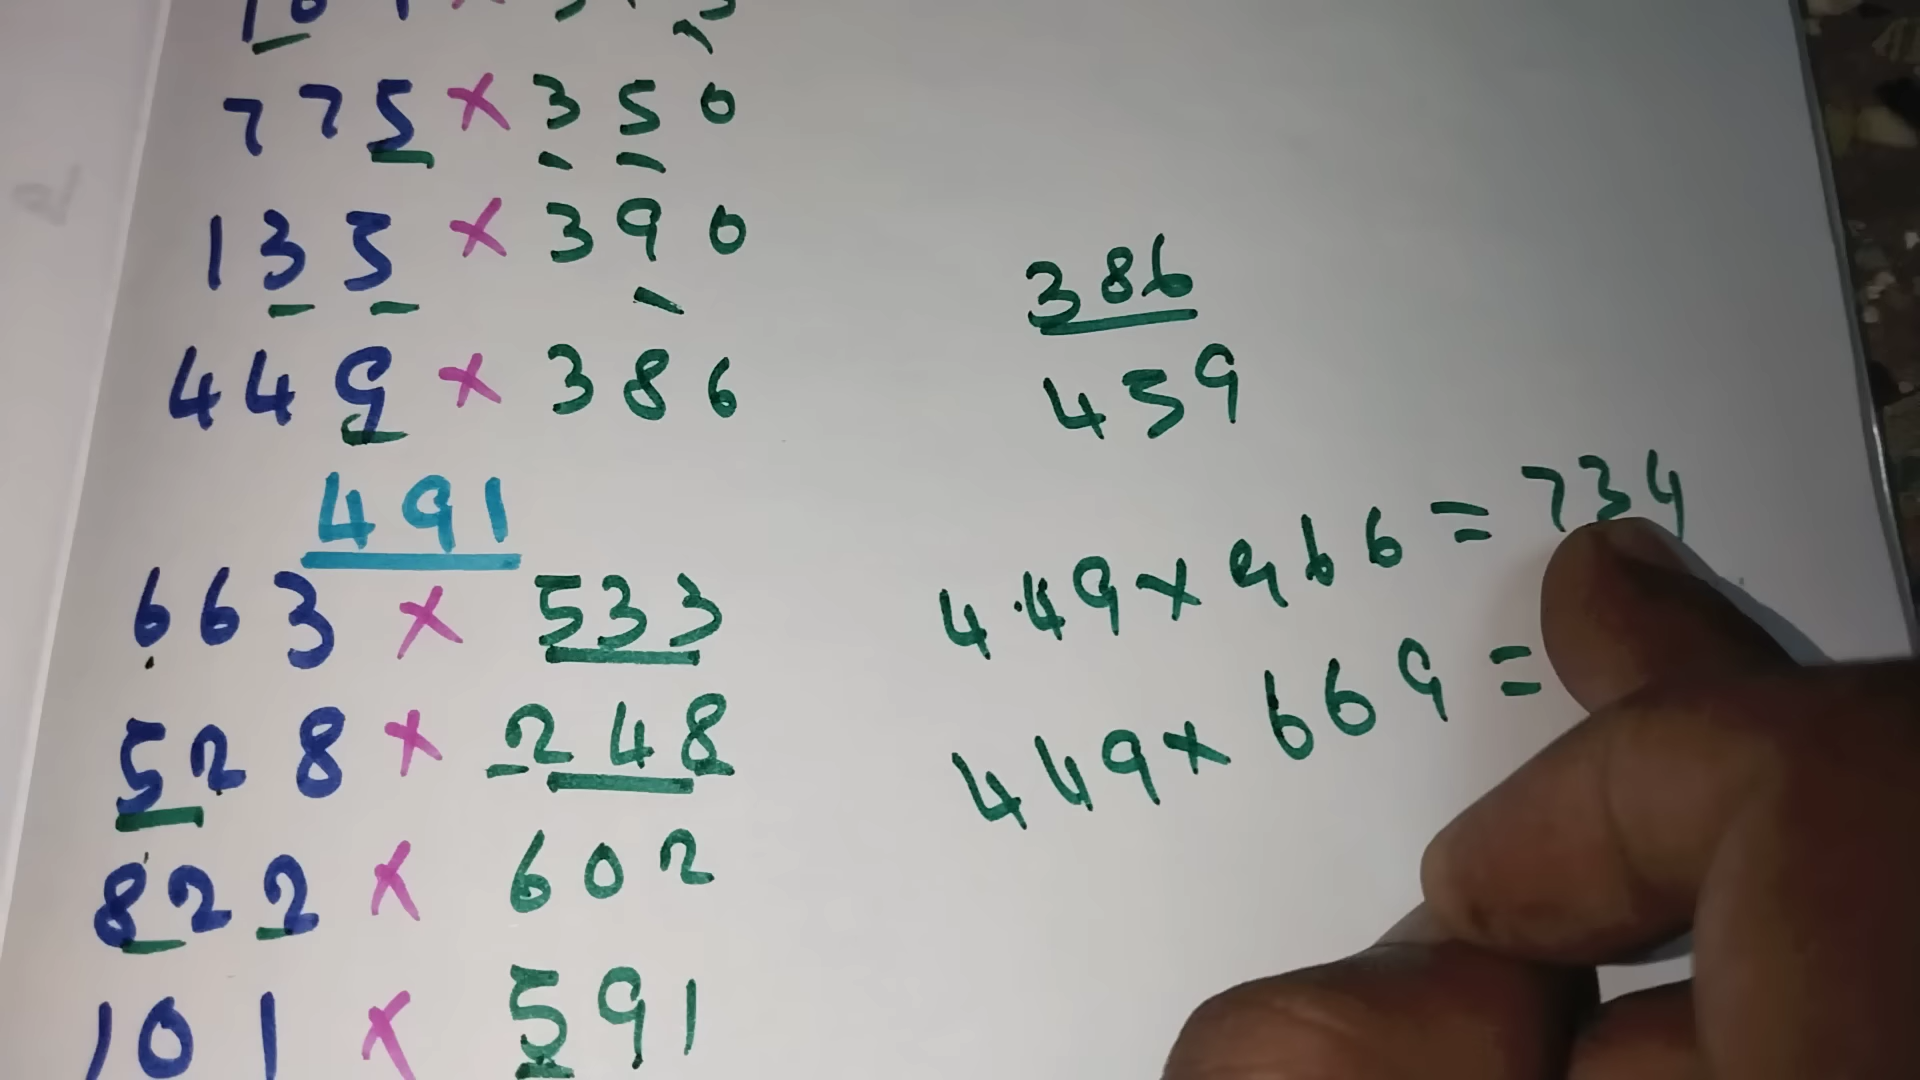 775 × 350
135 × 390
449 × 386
491
663 × 533
528 × 248
822 × 602
101 × 591
386
459
449 × 966 = 734
449 × 669 =